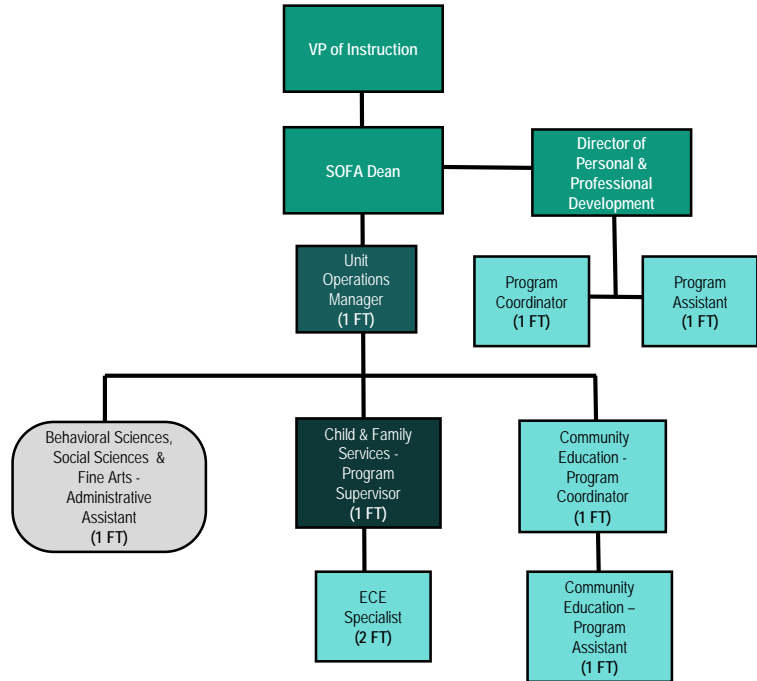 VP of Instruction
SOFA Dean
Director of
Personal &
Professional
Development
Unit
Operations
Manager
(1 FT)
Program
Coordinator
(1 FT)
Program
Assistant
(1 FT)
Behavioral Sciences,
Social Sciences &
Fine Arts -
Administrative
Assistant
(1 FT)
Child & Family
Services -
Program
Supervisor
(1 FT)
Community
Education -
Program
Coordinator
(1 FT)
ECE
Specialist
(2 FT)
Community
Education –
Program
Assistant
(1 FT)